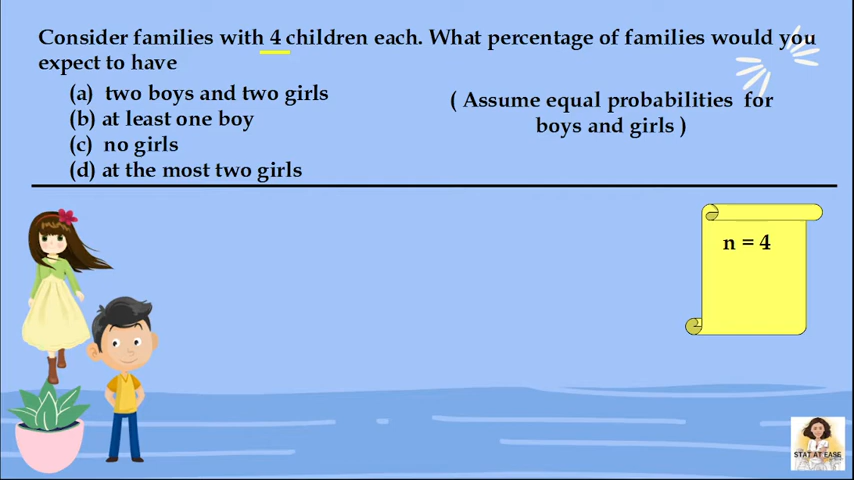 Consider families with 4 children each. What percentage of families would you
expect to have
(a) two boys and two girls
(b) at least one boy
(c) no girls
(d) at the most two girls
( Assume equal probabilities for
boys and girls )
n = 4
STAT AT EASE